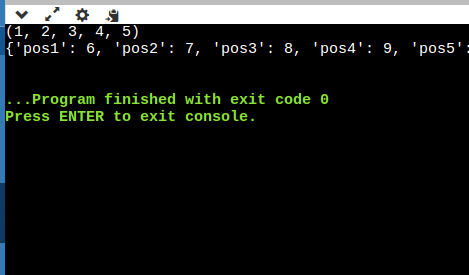 (1, 2, 3, 4, 5)
{'pos1': 6, 'pos2': 7, 'pos3': 8, 'pos4': 9, 'pos5':
...Program finished with exit code 0
Press ENTER to exit console.